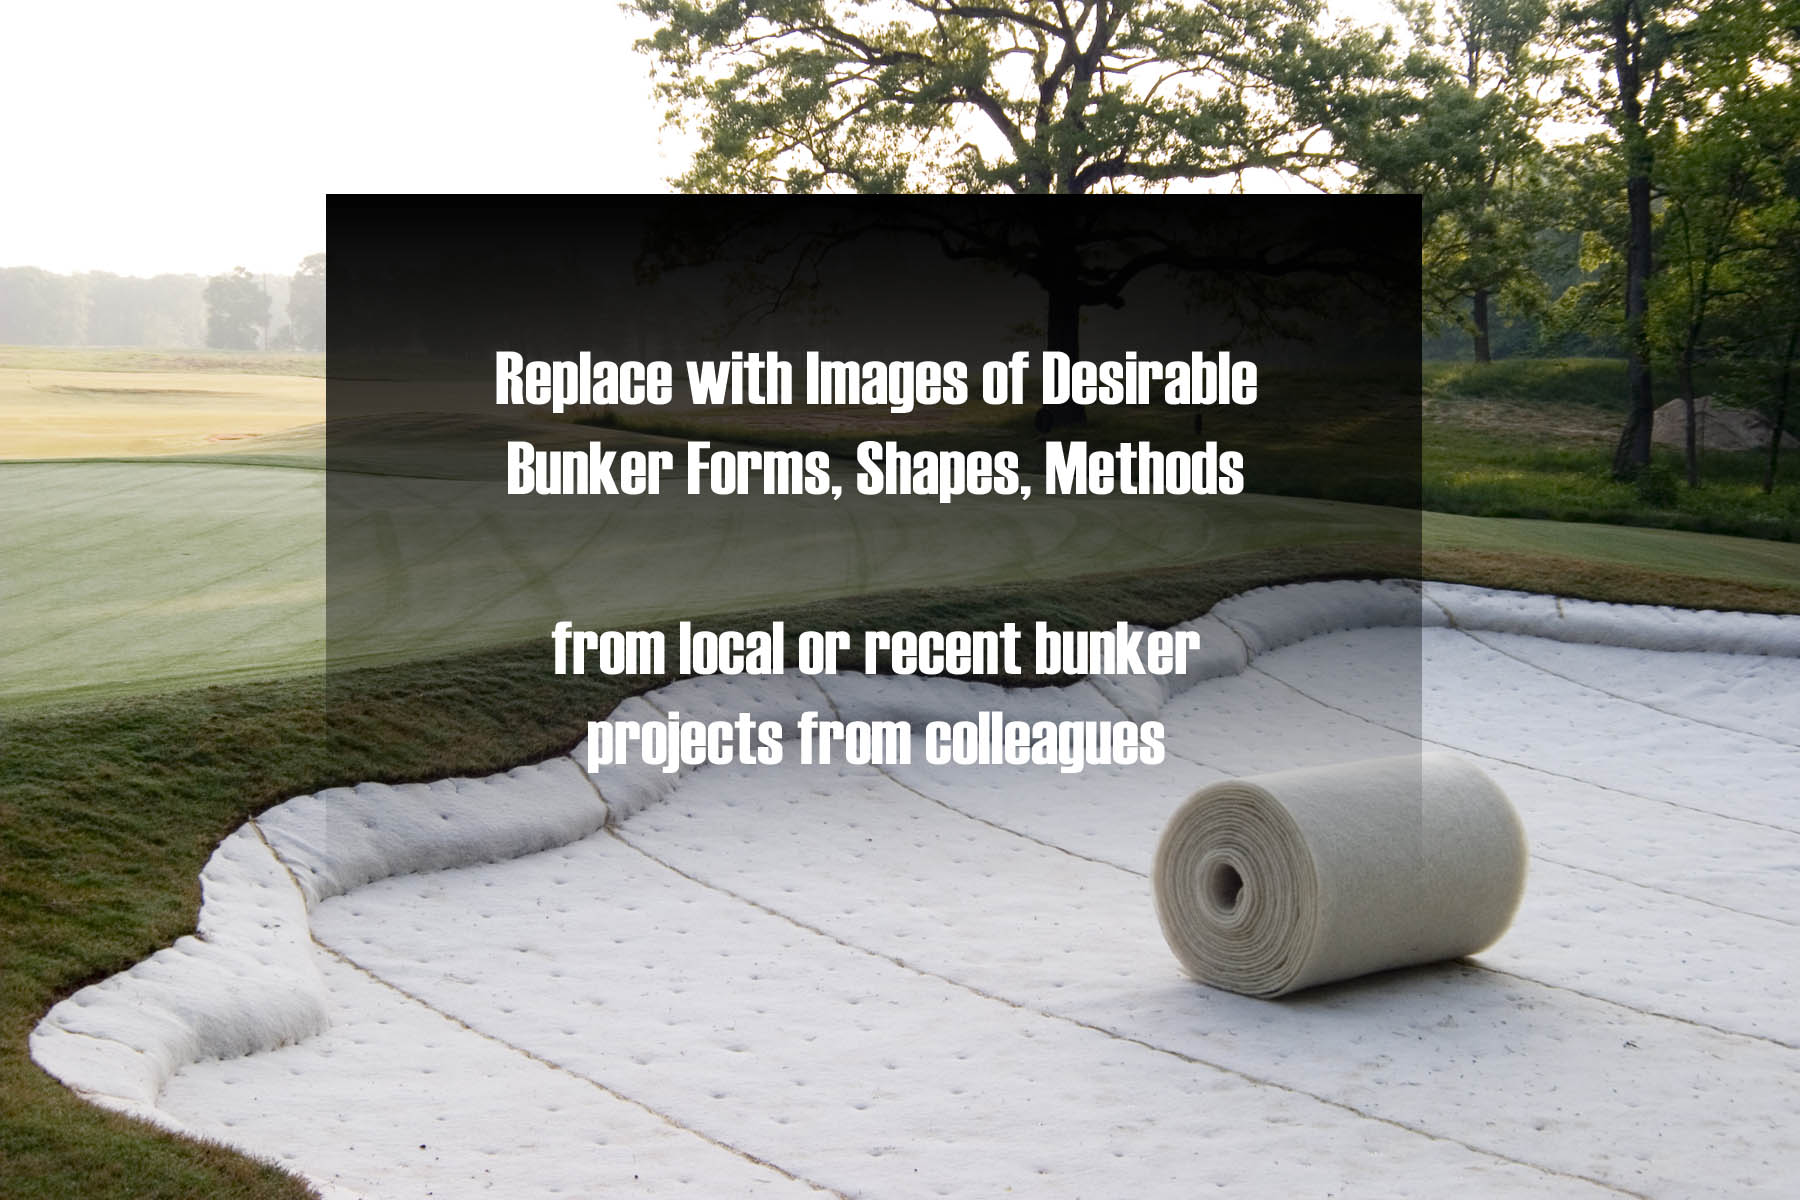 Replace with Images of Desirable
Bunker Forms, Shapes, Methods
from local or recent bunker
projects from colleagues